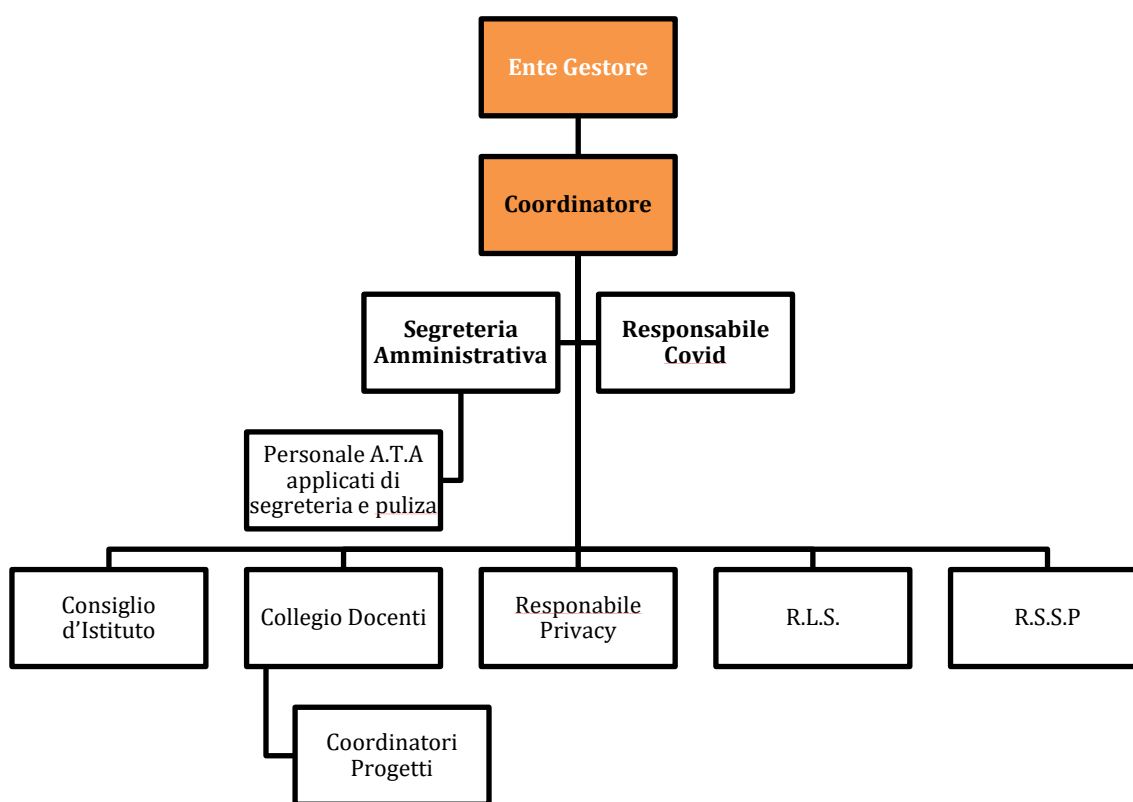 Ente Gestore
Coordinatore
Segreteria
Amministrativa
Responsabile
Covid
Personale A.T.A
applicati di
segreteria e puliza
Consiglio
d’Istituto
Collegio Docenti
Responabile
Privacy
R.L.S.
R.S.S.P
Coordinatori
Progetti